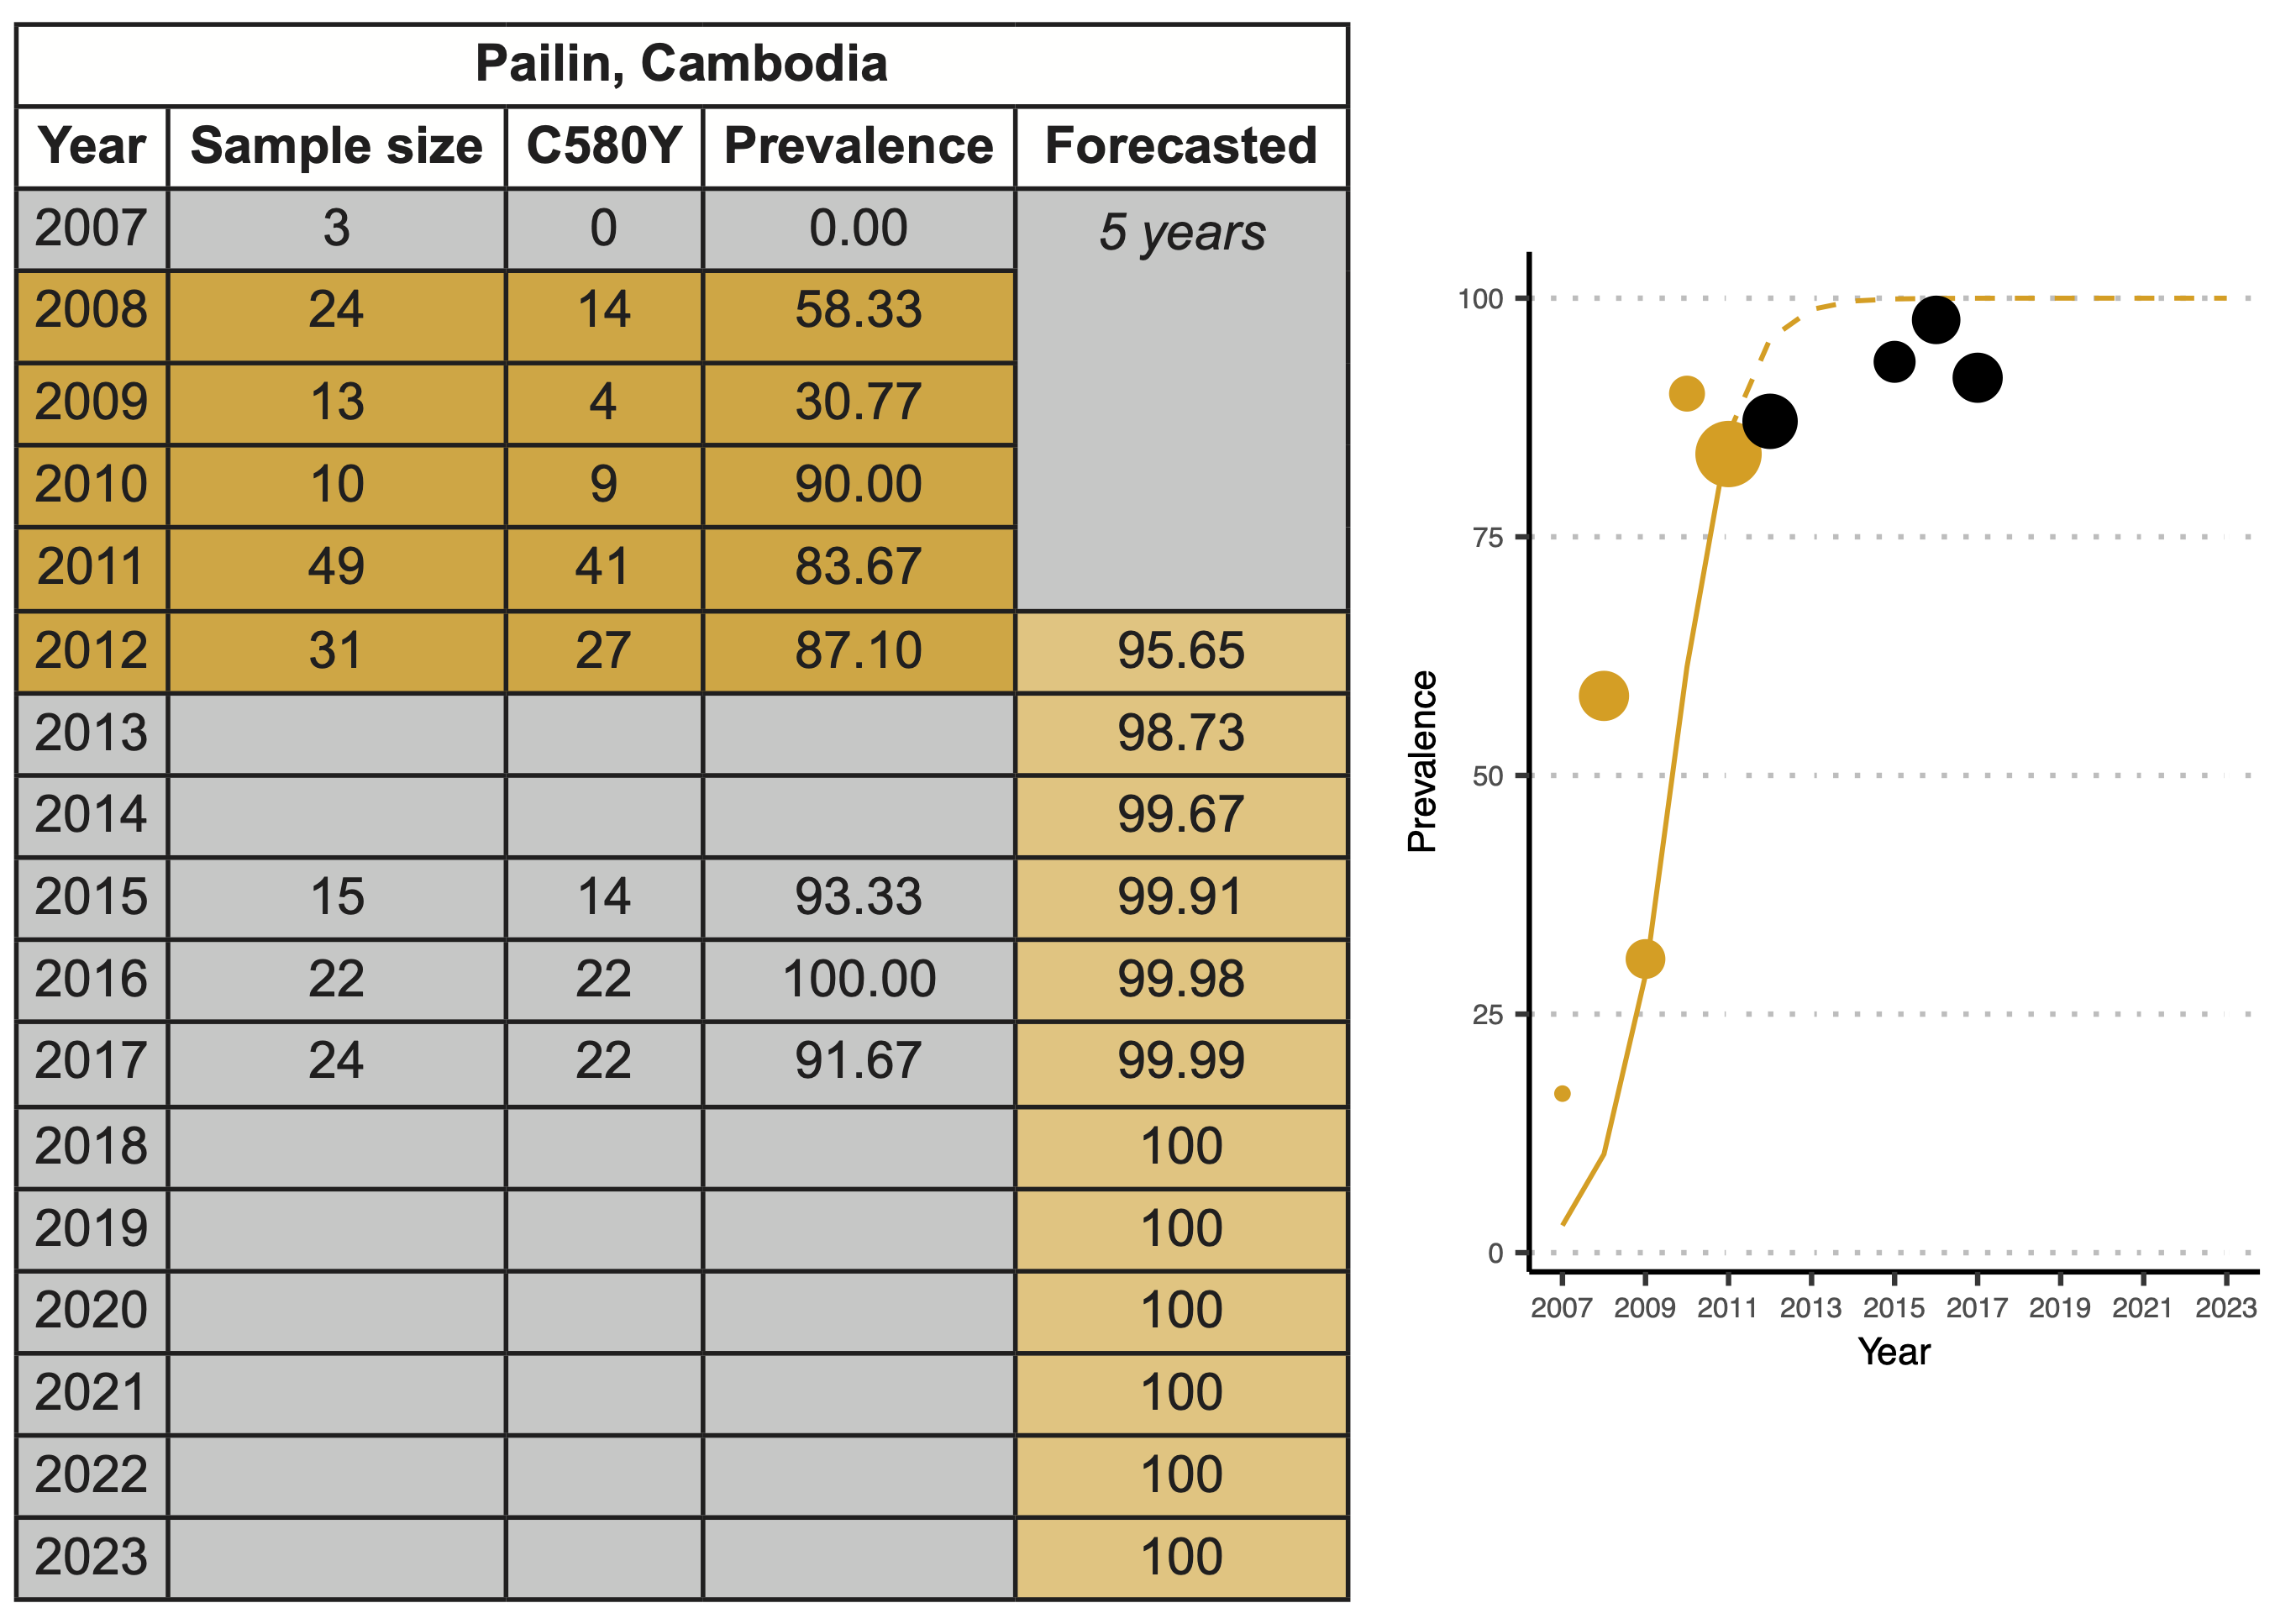 Pailin, Cambodia
Year Sample size C580Y Prevalence Forecasted
2007 3 0 0.00 5 years
2008 24 14 58.33
2009 13 4 30.77
2010 10 9 90.00
2011 49 41 83.67
2012 31 27 87.10 95.65
2013 98.73
2014 99.67
2015 15 14 93.33 99.91
2016 22 22 100.00 99.98
2017 24 22 91.67 99.99
2018 100
2019 100
2020 100
2021 100
2022 100
2023 100
Prevalence
100
75
50
25
0
2007 2009 2011 2013 2015 2017 2019 2021 2023
Year